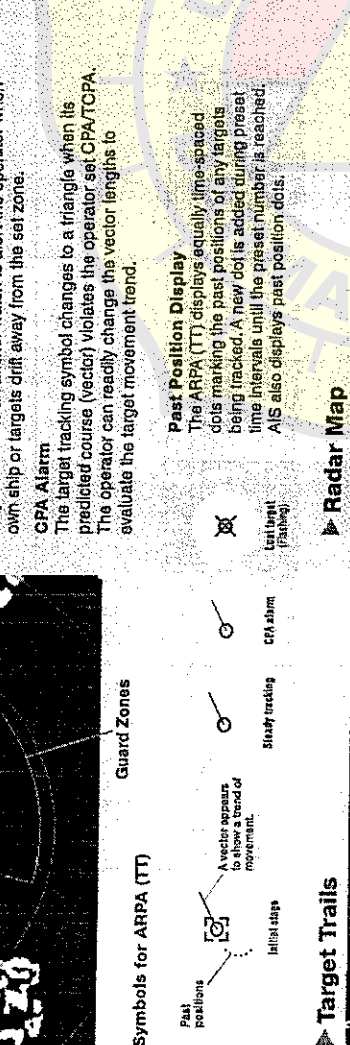 own ship or targets drift away from the set zone.
CPA Alarm
The target tracking symbol changes to a triangle when its
predicted course (vector) violates the operator set CPA/TCPA.
The operator can readily change the vector lengths to
evaluate the target movement trend.
Guard Zones
Symbols for ARPA (TT)
Past
positions
A vector appears
to show a trend of
movement.
Initial stage
Steady tracking
CPA alarm
Lost target
(Flashing)
Past Position Display
The ARPA (TT) displays equally time-spaced
dots marking the past positions of any targets
being tracked. A new dot is added during preset
time intervals until the preset number is reached.
AIS also displays past position dots.
Target Trails
Radar Map